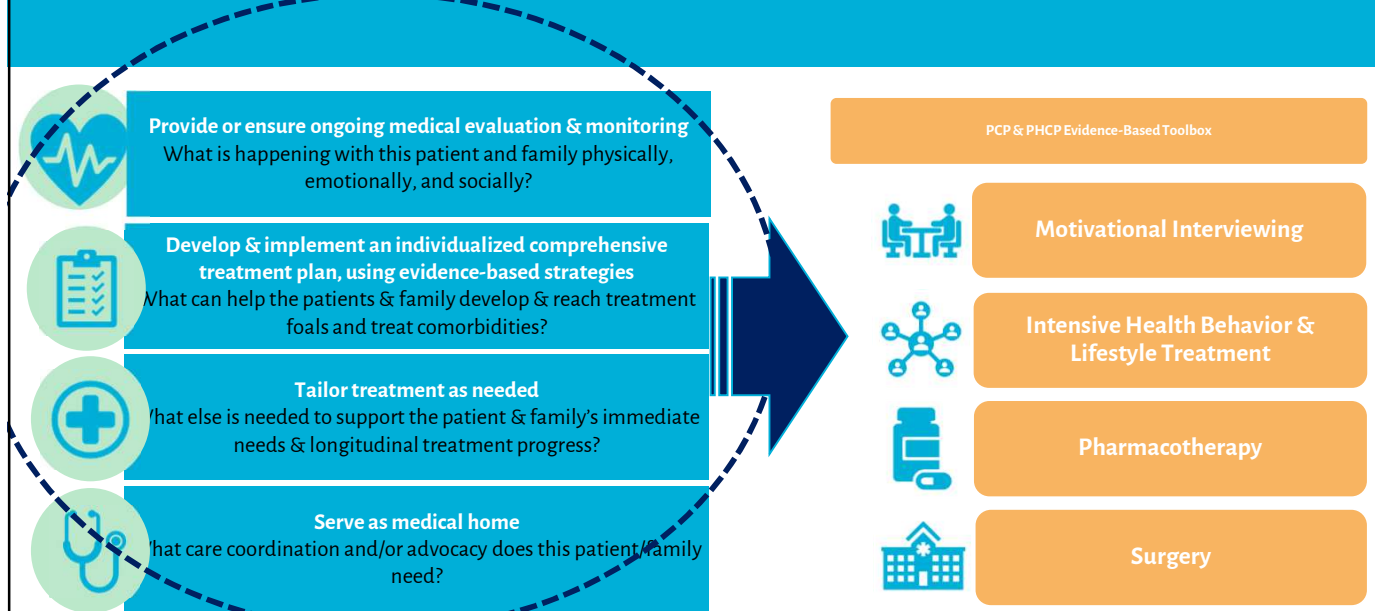 Provide or ensure ongoing medical evaluation & monitoring
What is happening with this patient and family physically,
emotionally, and socially?
Develop & implement an individualized comprehensive
treatment plan, using evidence-based strategies
What can help the patients & family develop & reach treatment
foals and treat comorbidities?
Tailor treatment as needed
What else is needed to support the patient & family's immediate
needs & longitudinal treatment progress?
Serve as medical home
What care coordination and/or advocacy does this patient/family
need?
PCP & PHCP Evidence-Based Toolbox
Motivational Interviewing
Intensive Health Behavior &
Lifestyle Treatment
Pharmacotherapy
Surgery